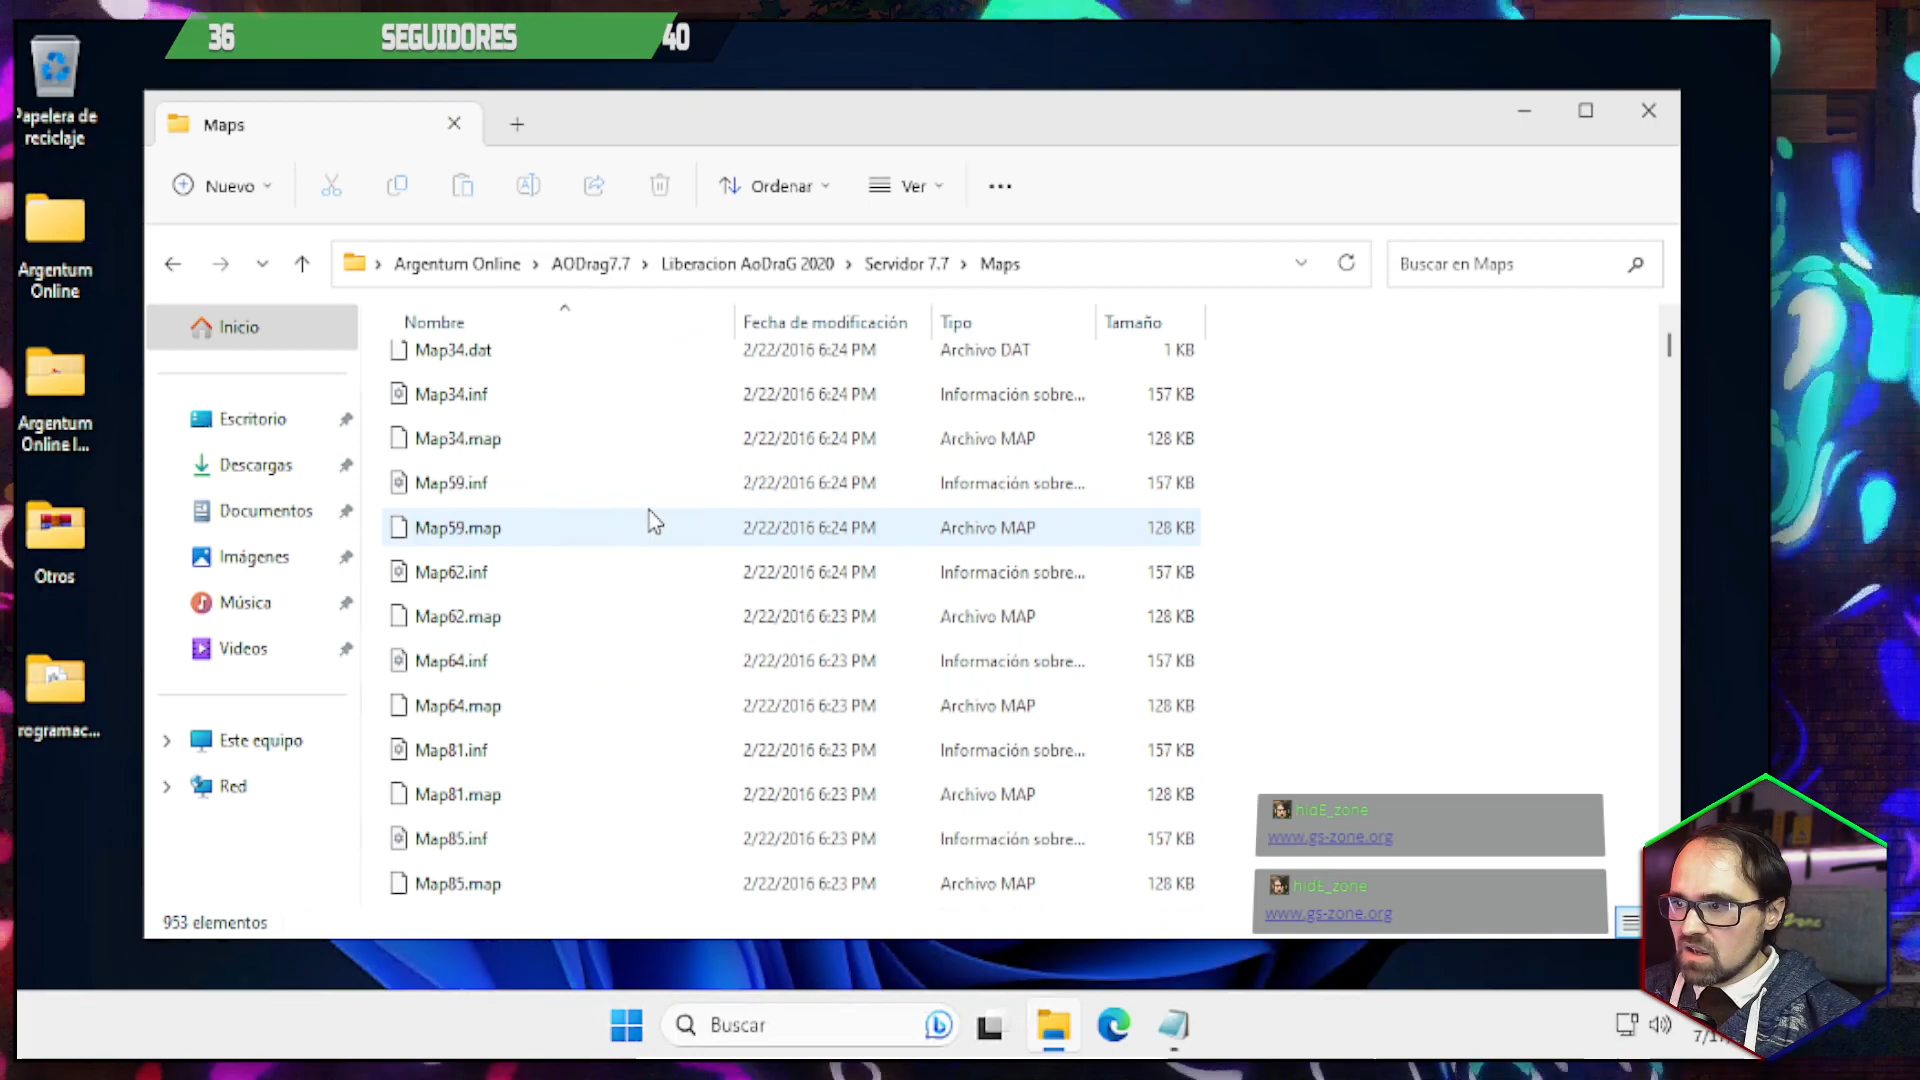 36 SEGUIDORES 40
Papelera de
reciclaje
Argentum
Online
Argentum
Online I...
Otros
rogramac...
Maps
Nuevo
Ordenar
Ver
Argentum Online > AODrag7.7 > Liberacion AoDraG 2020 > Servidor 7.7 > Maps
Buscar en Maps
Inicio
Escritorio
Descargas
Documentos
Imágenes
Música
Videos
Este equipo
Red
Nombre Fecha de modificación Tipo Tamaño
Map34.dat 2/22/2016 6:24 PM Archivo DAT 1 KB
Map34.inf 2/22/2016 6:24 PM Información sobre... 157 KB
Map34.map 2/22/2016 6:24 PM Archivo MAP 128 KB
Map59.inf 2/22/2016 6:24 PM Información sobre... 157 KB
Map59.map 2/22/2016 6:24 PM Archivo MAP 128 KB
Map62.inf 2/22/2016 6:24 PM Información sobre... 157 KB
Map62.map 2/22/2016 6:23 PM Archivo MAP 128 KB
Map64.inf 2/22/2016 6:23 PM Información sobre... 157 KB
Map64.map 2/22/2016 6:23 PM Archivo MAP 128 KB
Map81.inf 2/22/2016 6:23 PM Información sobre... 157 KB
Map81.map 2/22/2016 6:23 PM Archivo MAP 128 KB
Map85.inf 2/22/2016 6:23 PM Información sobre... 157 KB
Map85.map 2/22/2016 6:23 PM Archivo MAP 128 KB
953 elementos
hidE_zone
www.gs-zone.org
hidE_zone
www.gs-zone.org
Buscar